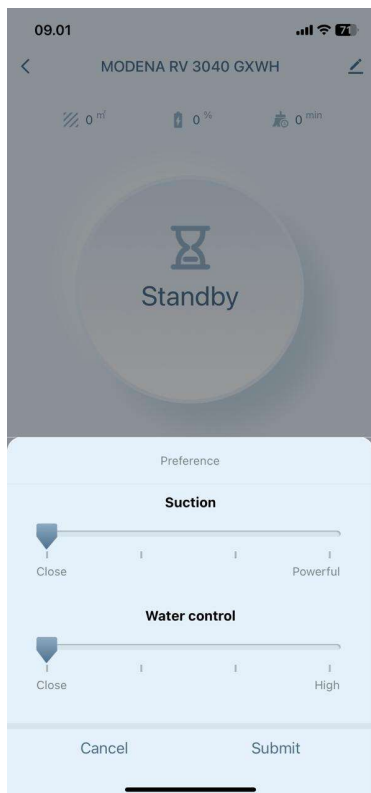 09.01 71
MODENA RV 3040 GXWH
0 ㎡ 0 % 0 min
Standby
Preference
Suction
Close Powerful
Water control
Close High
Cancel Submit